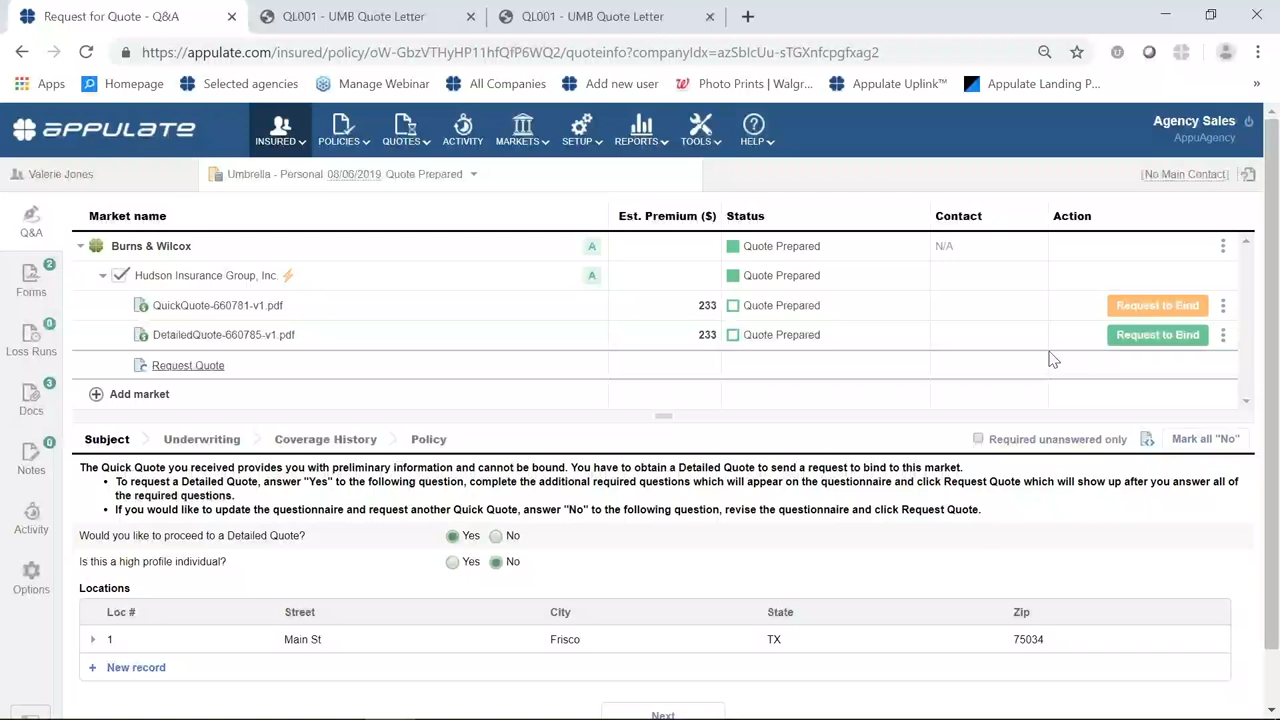 Request for Quote - Q&A
QL001 - UMB Quote Letter
QL001 - UMB Quote Letter
https://appulate.com/insured/policy/oW-GbzVTHyHP11hfQfP6WQ2/quoteinfo?companyIdx=azSbIcUu-sTGXnfcpgfxag2
Apps
Homepage
Selected agencies
Manage Webinar
All Companies
Add new user
Photo Prints | Walgr...
Appulate Uplink™
Appulate Landing P...
»
APPULATE
INSURED
POLICIES
QUOTES
ACTIVITY
MARKETS
SETUP
REPORTS
TOOLS
HELP
Agency Sales
AppuAgency
Valerie Jones
Umbrella - Personal 08/06/2019 Quote Prepared
[No Main Contact]
Q&A
2
Forms
0
Loss Runs
3
Docs
0
Notes
Activity
Options
Market name Est. Premium ($) Status Contact Action
Burns & Wilcox A Quote Prepared N/A
Hudson Insurance Group, Inc. A Quote Prepared
QuickQuote-660781-v1.pdf 233 Quote Prepared Request to Bind
DetailedQuote-660785-v1.pdf 233 Quote Prepared Request to Bind
Request Quote
Add market
Subject Underwriting Coverage History Policy Required unanswered only Mark all "No"
The Quick Quote you received provides you with preliminary information and cannot be bound. You have to obtain a Detailed Quote to send a request to bind to this market.
• To request a Detailed Quote, answer "Yes" to the following question, complete the additional required questions which will appear on the questionnaire and click Request Quote which will show up after you answer all of
the required questions.
• If you would like to update the questionnaire and request another Quick Quote, answer "No" to the following question, revise the questionnaire and click Request Quote.
Would you like to proceed to a Detailed Quote? Yes No
Is this a high profile individual? Yes No
Locations
Loc # Street City State Zip
1 Main St Frisco TX 75034
+ New record
Next